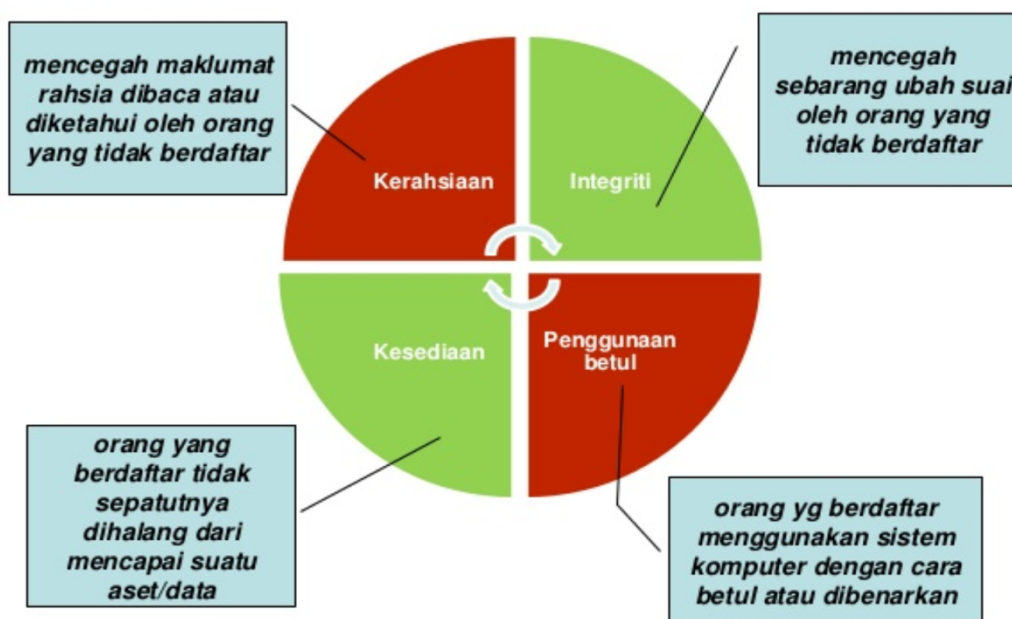 mencegah maklumat
rahsia dibaca atau
diketahui oleh orang
yang tidak berdaftar
Kerahsiaan
Integriti
mencegah
sebarang ubah suai
oleh orang yang
tidak berdaftar
Kesediaan
Penggunaan
betul
orang yang
berdaftar tidak
sepatutnya
dihalang dari
mencapai suatu
aset/data
orang yg berdaftar
menggunakan sistem
komputer dengan cara
betul atau dibenarkan